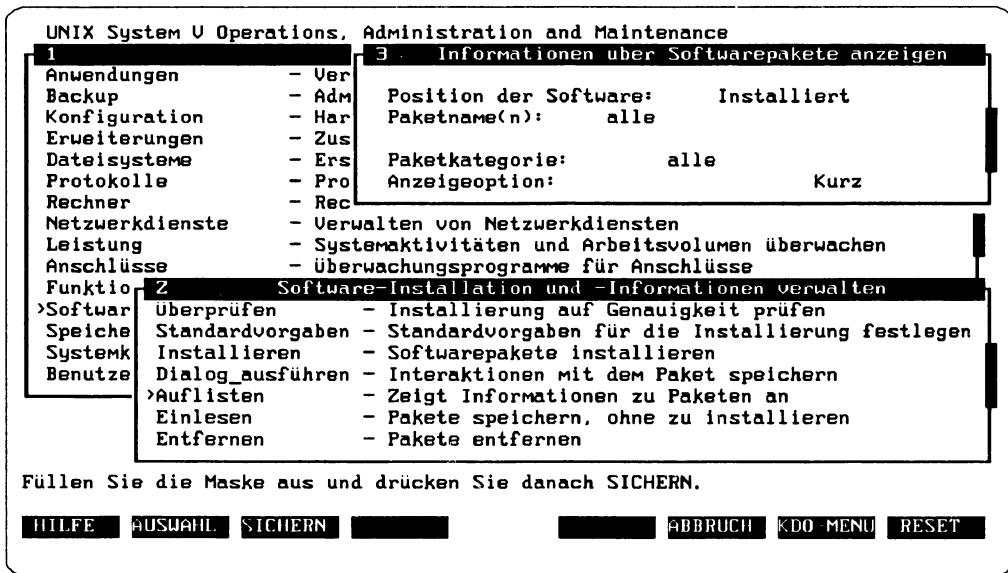 UNIX System V Operations, Administration and Maintenance
1
3 Informationen uber Softwarepakete anzeigen
Anwendungen - Ver
Backup - Adm
Position der Software: Installiert
Konfiguration - Har
Paketname(n): alle
Erweiterungen - Zus
Dateisysteme - Ers
Paketkategorie: alle
Protokolle - Pro
Anzeigeoption: Kurz
Rechner - Rec
Netzwerkdienste - Verwalten von Netzwerkdiensten
Leistung - Systemaktivitäten und Arbeitsvolumen überwachen
Anschlüsse - Überwachungsprogramme für Anschlüsse
Funktio
2 Software-Installation und -Informationen verwalten
>Softwar
Überprüfen - Installierung auf Genauigkeit prüfen
Speiche
Standardvorgaben - Standardvorgaben für die Installierung festlegen
Systemk
Installieren - Softwarepakete installieren
Benutze
Dialog_ausführen - Interaktionen mit dem Paket speichern
>Auflisten - Zeigt Informationen zu Paketen an
Einlesen - Pakete speichern, ohne zu installieren
Entfernen - Pakete entfernen
Füllen Sie die Maske aus und drücken Sie danach SICHERN.
HILFE AUSWAHL SICHERN ABBRUCH KDO-MENU RESET